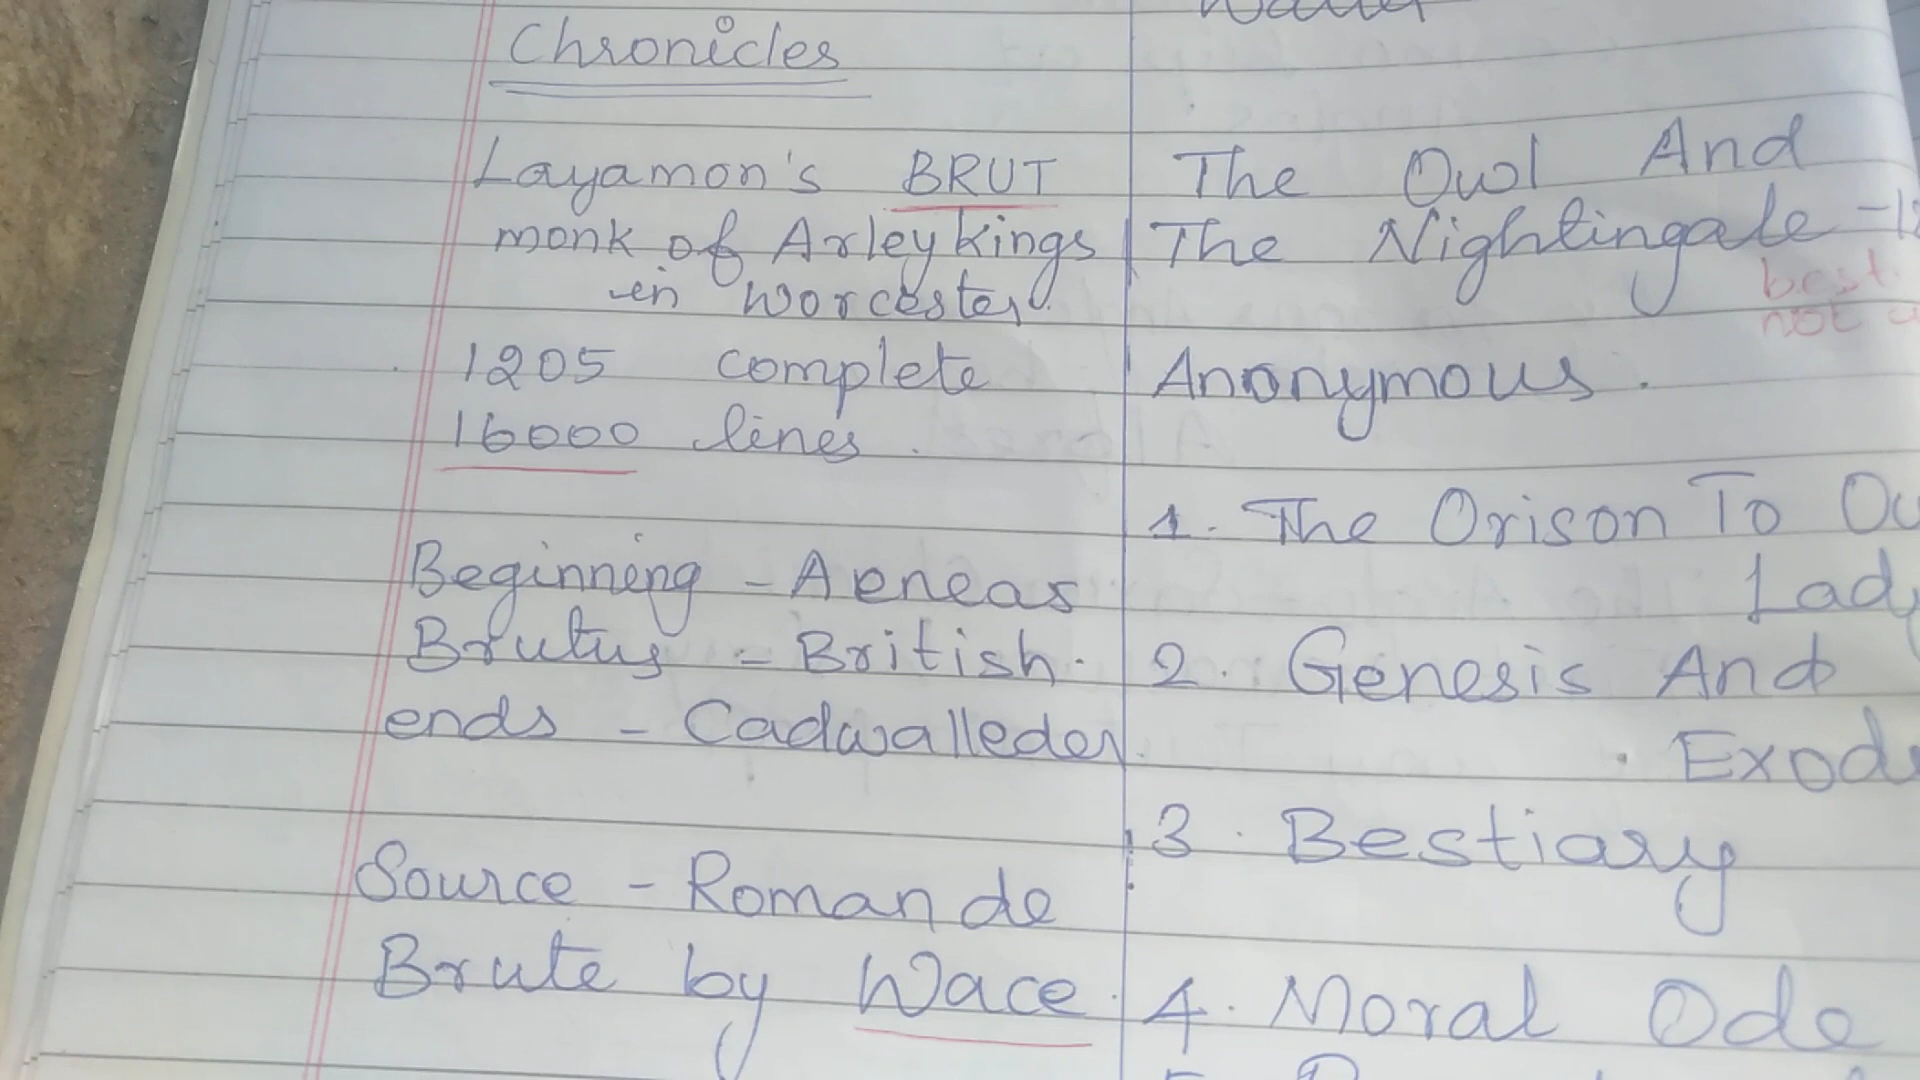 Chronicles
Layamon's BRUT
monk of Arley Kings
in Worcester.
1205 complete
16000 lines.
Beginning - Aeneas
Brutus - British.
ends - Cadwalleder.
Source - Roman de
Brute by Wace.
The Owl And
The Nightingale -
best
not
Anonymous.
1. The Orison To
2. Genesis And
3. Bestiary
4. Moral Ode